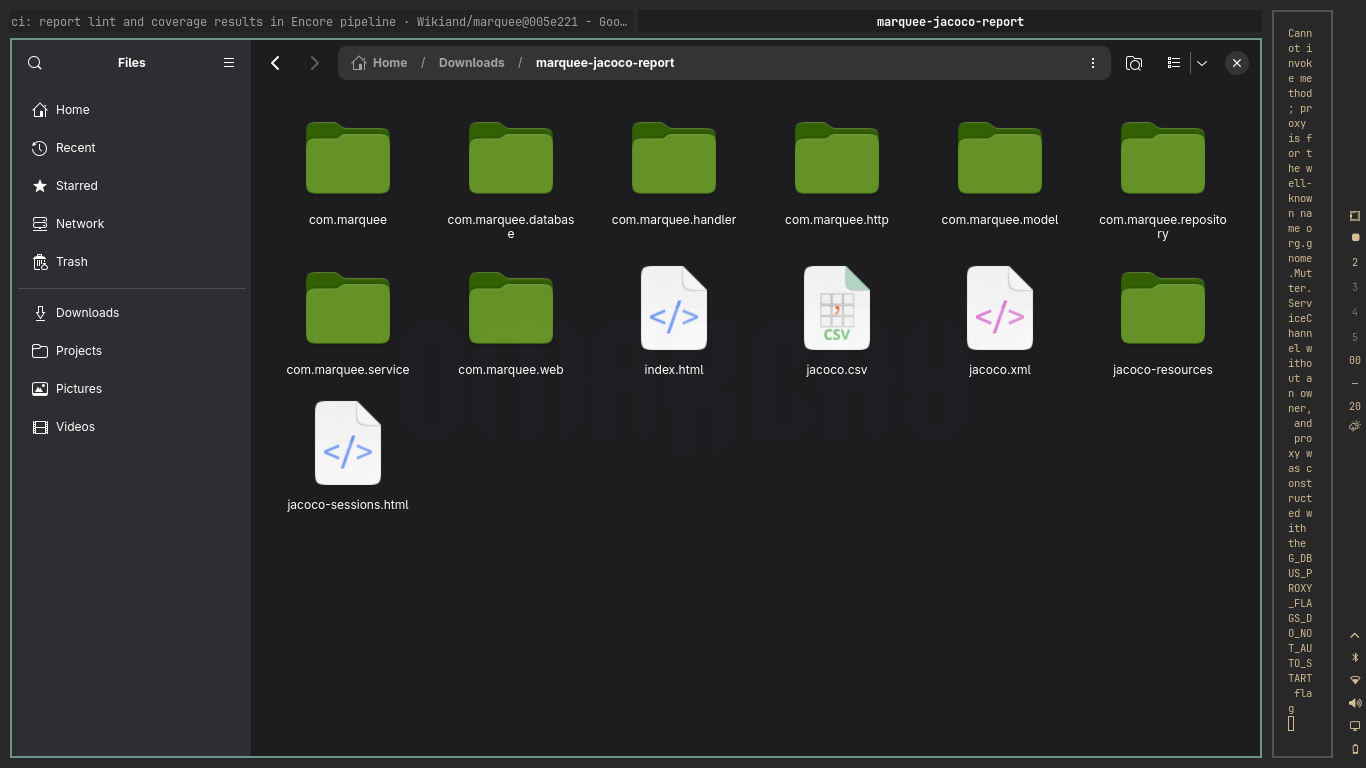 ci: report lint and coverage results in Encore pipeline · Wikiand/marquee@005e221 - Goo…
marquee-jacoco-report
Files
Home / Downloads / marquee-jacoco-report
Home
Recent
Starred
Network
Trash
Downloads
Projects
Pictures
Videos
com.marquee
com.marquee.databas
e
com.marquee.handler
com.marquee.http
com.marquee.model
com.marquee.reposito
ry
com.marquee.service
com.marquee.web
</>
index.html
,
CSV
jacoco.csv
</>
jacoco.xml
jacoco-resources
</>
jacoco-sessions.html
Cann
ot i
nvok
e me
thod
; pr
oxy
is f
or t
he w
ell-
know
n na
me o
rg.g
nome
.Mut
ter.
Serv
iceC
hann
el w
itho
ut a
n ow
ner,
and
pro
xy w
as c
onst
ruct
ed w
ith
the
G_DB
US_P
ROXY
_FLA
GS_D
O_NO
T_AU
TO_S
TART
fla
g
2
3
4
5
00
—
20